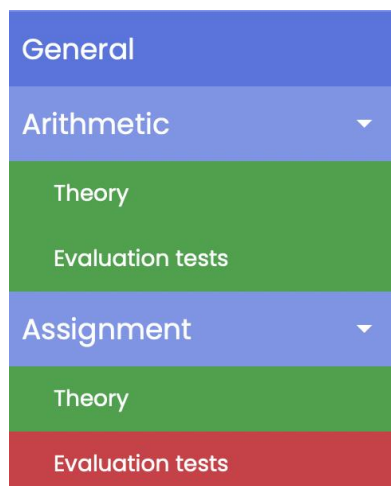 General
Arithmetic
Theory
Evaluation tests
Assignment
Theory
Evaluation tests